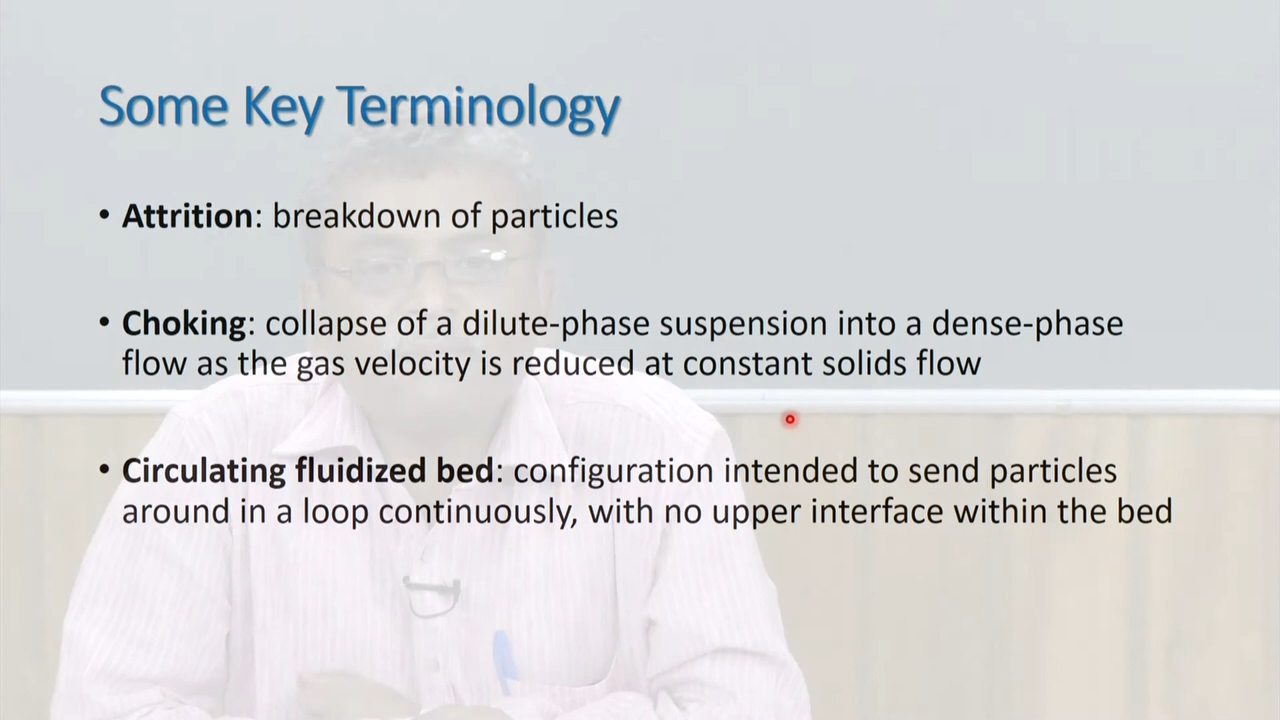 Some Key Terminology
• Attrition: breakdown of particles
• Choking: collapse of a dilute-phase suspension into a dense-phase
flow as the gas velocity is reduced at constant solids flow
• Circulating fluidized bed: configuration intended to send particles
around in a loop continuously, with no upper interface within the bed